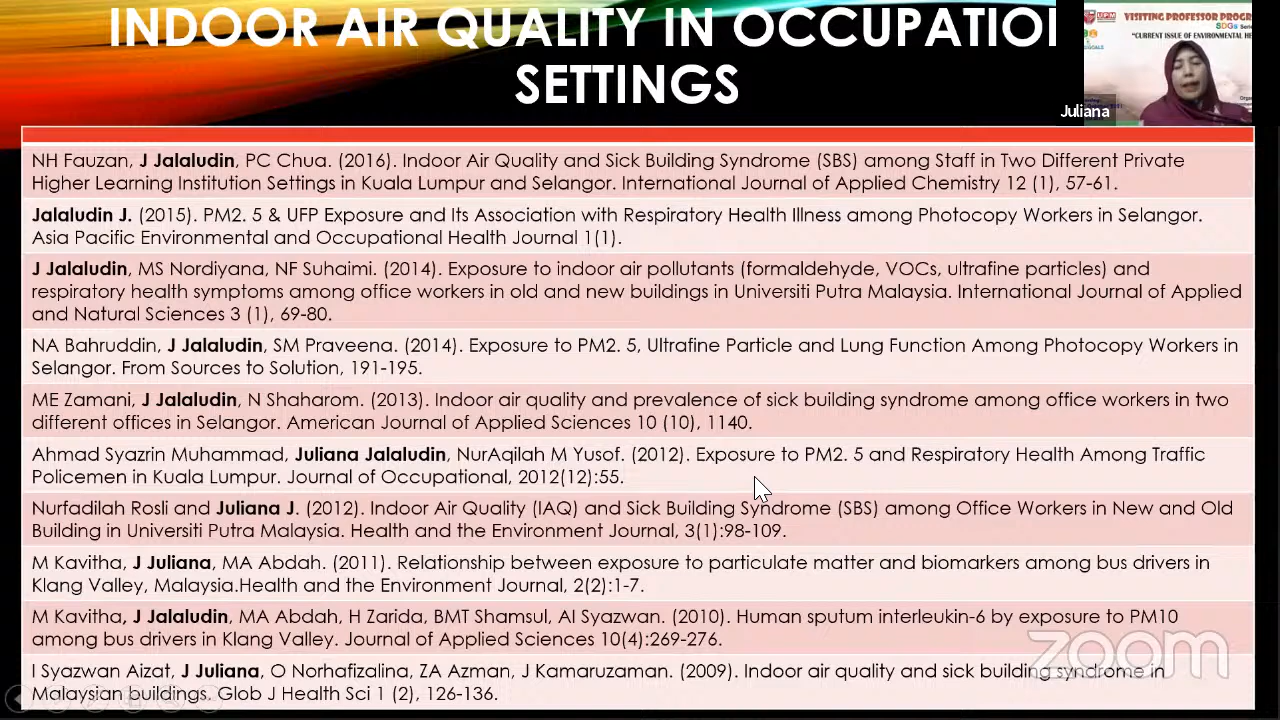 INDOOR AIR QUALITY IN OCCUPATIO
SETTINGS
VISITING PROFESSOR PROGR
SDGs
"CURRENT ISSUE OF ENVIRONMENTAL HE
Juliana
NH Fauzan, J Jalaludin, PC Chua. (2016). Indoor Air Quality and Sick Building Syndrome (SBS) among Staff in Two Different Private
Higher Learning Institution Settings in Kuala Lumpur and Selangor. International Journal of Applied Chemistry 12 (1), 57-61.
Jalaludin J. (2015). PM2. 5 & UFP Exposure and Its Association with Respiratory Health Illness among Photocopy Workers in Selangor.
Asia Pacific Environmental and Occupational Health Journal 1(1).
J Jalaludin, MS Nordiyana, NF Suhaimi. (2014). Exposure to indoor air pollutants (formaldehyde, VOCs, ultrafine particles) and
respiratory health symptoms among office workers in old and new buildings in Universiti Putra Malaysia. International Journal of Applied
and Natural Sciences 3 (1), 69-80.
NA Bahruddin, J Jalaludin, SM Praveena. (2014). Exposure to PM2. 5, Ultrafine Particle and Lung Function Among Photocopy Workers in
Selangor. From Sources to Solution, 191-195.
ME Zamani, J Jalaludin, N Shaharom. (2013). Indoor air quality and prevalence of sick building syndrome among office workers in two
different offices in Selangor. American Journal of Applied Sciences 10 (10), 1140.
Ahmad Syazrin Muhammad, Juliana Jalaludin, NurAqilah M Yusof. (2012). Exposure to PM2. 5 and Respiratory Health Among Traffic
Policemen in Kuala Lumpur. Journal of Occupational, 2012(12):55.
Nurfadilah Rosli and Juliana J. (2012). Indoor Air Quality (IAQ) and Sick Building Syndrome (SBS) among Office Workers in New and Old
Building in Universiti Putra Malaysia. Health and the Environment Journal, 3(1):98-109.
M Kavitha, J Juliana, MA Abdah. (2011). Relationship between exposure to particulate matter and biomarkers among bus drivers in
Klang Valley, Malaysia.Health and the Environment Journal, 2(2):1-7.
M Kavitha, J Jalaludin, MA Abdah, H Zarida, BMT Shamsul, AI Syazwan. (2010). Human sputum interleukin-6 by exposure to PM10
among bus drivers in Klang Valley. Journal of Applied Sciences 10(4):269-276.
I Syazwan Aizat, J Juliana, O Norhafizalina, ZA Azman, J Kamaruzaman. (2009). Indoor air quality and sick building syndrome in
Malaysian buildings. Glob J Health Sci 1 (2), 126-136.
zoom